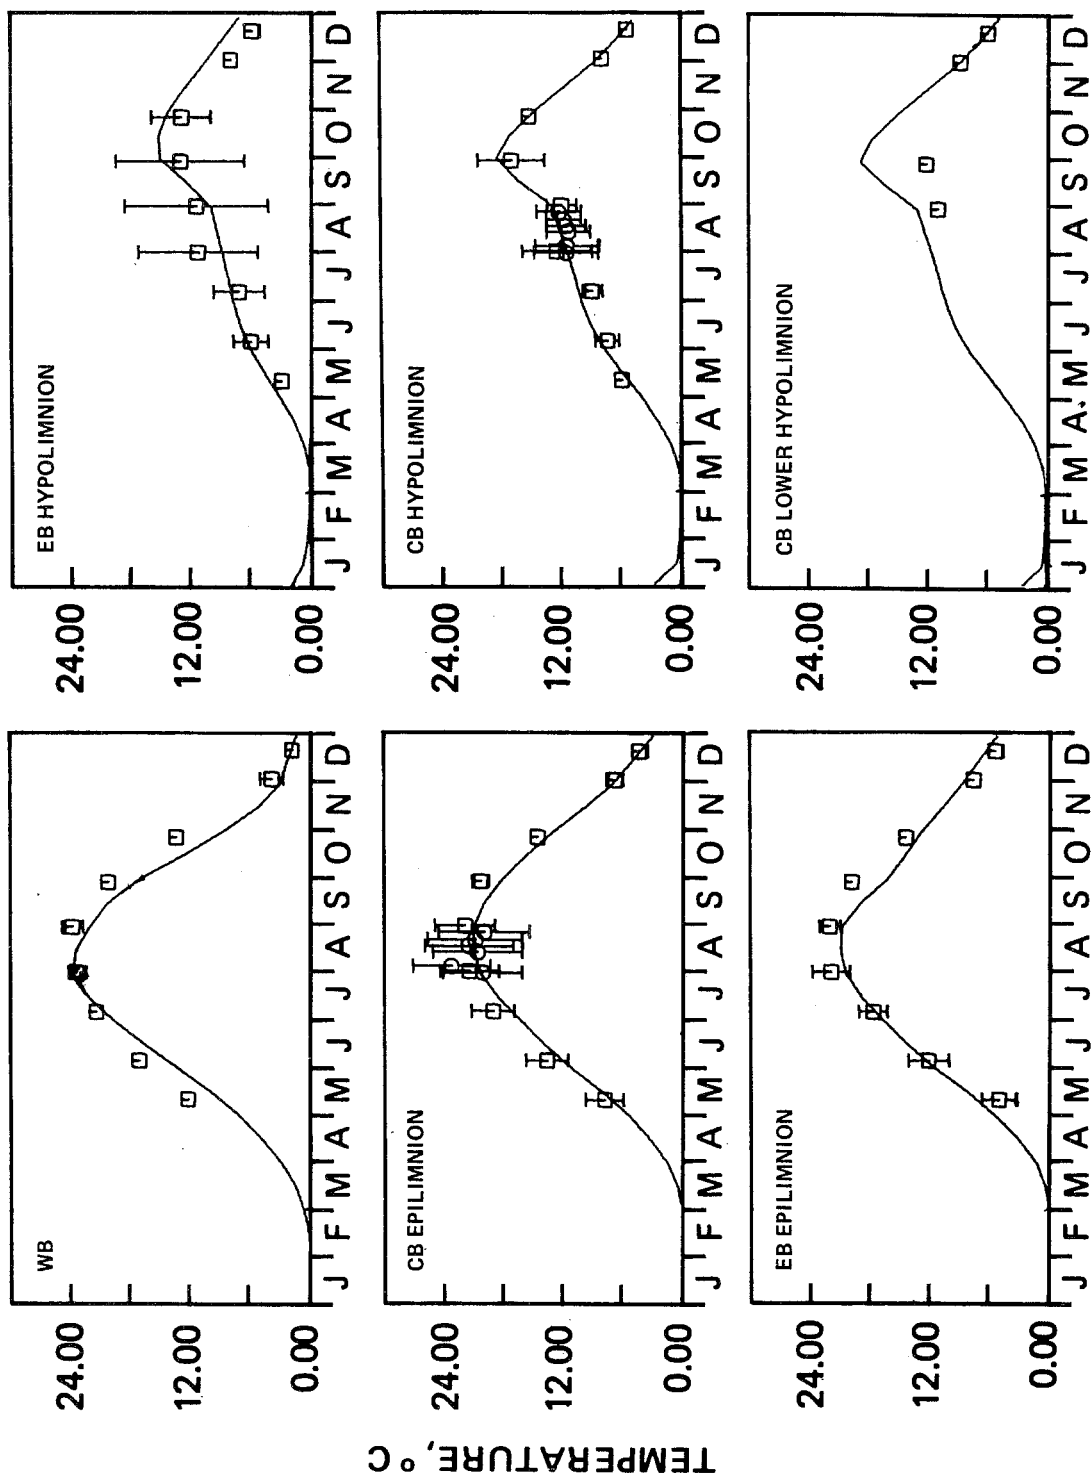 TEMPERATURE, °C
WB
24.00
12.00
0.00
J F M A M J J A S O N D
EB HYPOLIMNION
24.00
12.00
0.00
J F M A M J J A S O N D
CB EPILIMNION
24.00
12.00
0.00
J F M A M J J A S O N D
CB HYPOLIMNION
24.00
12.00
0.00
J F M A M J J A S O N D
EB EPILIMNION
24.00
12.00
0.00
J F M A M J J A S O N D
CB LOWER HYPOLIMNION
24.00
12.00
0.00
J F M A M J J A S O N D